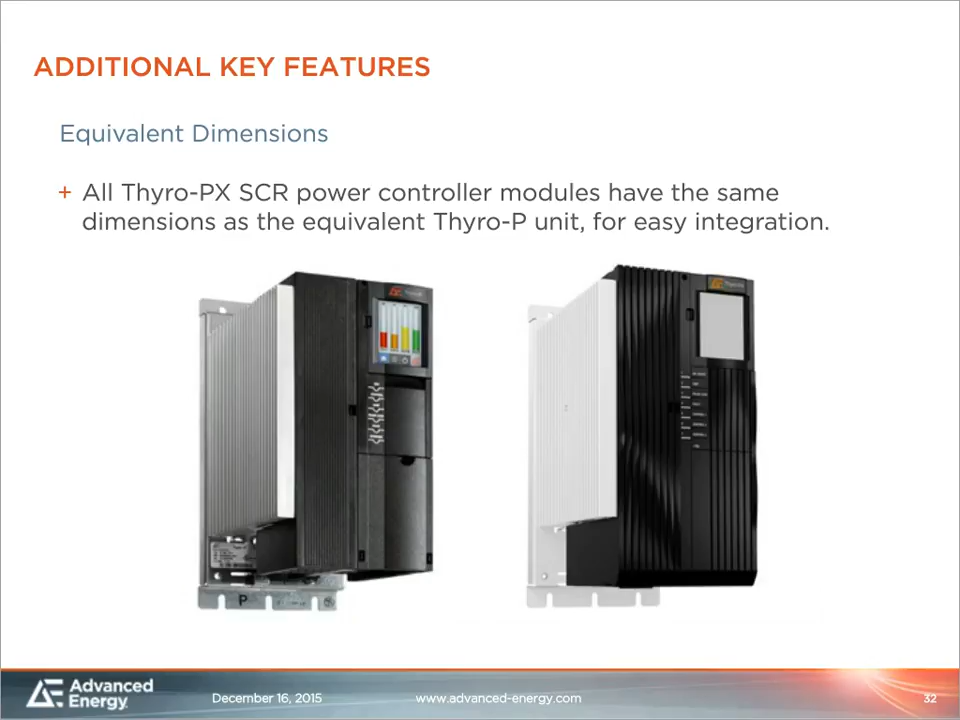 ADDITIONAL KEY FEATURES
Equivalent Dimensions
+ All Thyro-PX SCR power controller modules have the same
dimensions as the equivalent Thyro-P unit, for easy integration.
P
Advanced
Energy
December 16, 2015
www.advanced-energy.com
32